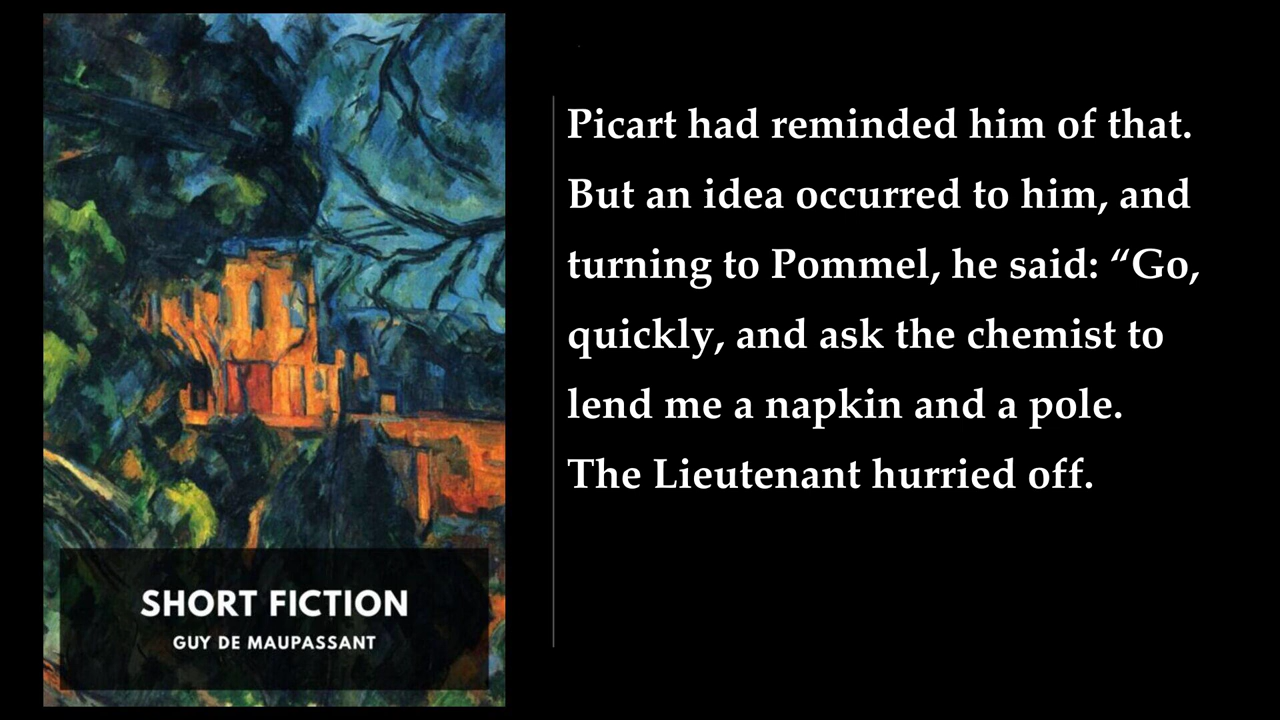 Picart had reminded him of that.
But an idea occurred to him, and
turning to Pommel, he said: “Go,
quickly, and ask the chemist to
lend me a napkin and a pole.
The Lieutenant hurried off.
SHORT FICTION
GUY DE MAUPASSANT